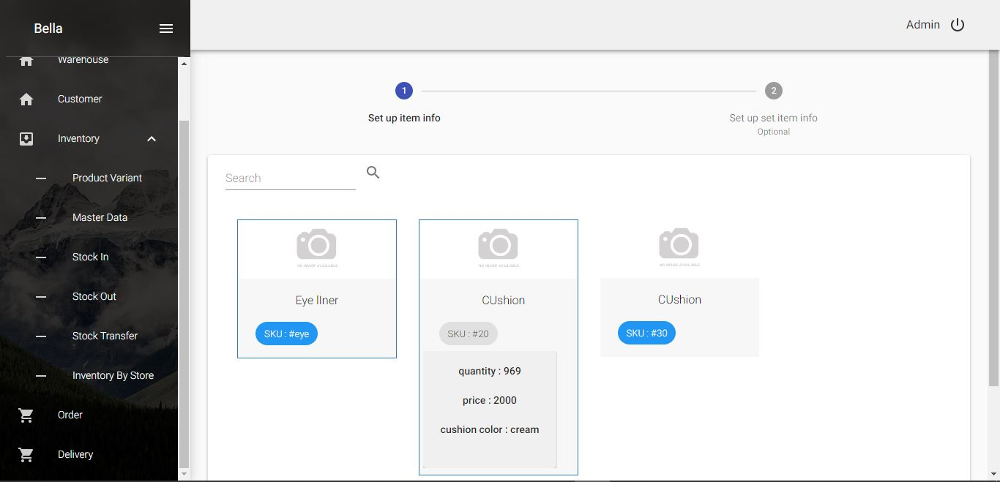 Bella
Admin
Warehouse
Customer
Inventory
Product Variant
Master Data
Stock In
Stock Out
Stock Transfer
Inventory By Store
Order
Delivery
1
2
Set up item info
Set up set item info
Optional
Search
NO IMAGE AVAILABLE
Eye lIner
SKU : #eye
NO IMAGE AVAILABLE
CUshion
SKU : #20
quantity : 969
price : 2000
cushion color : cream
NO IMAGE AVAILABLE
CUshion
SKU : #30